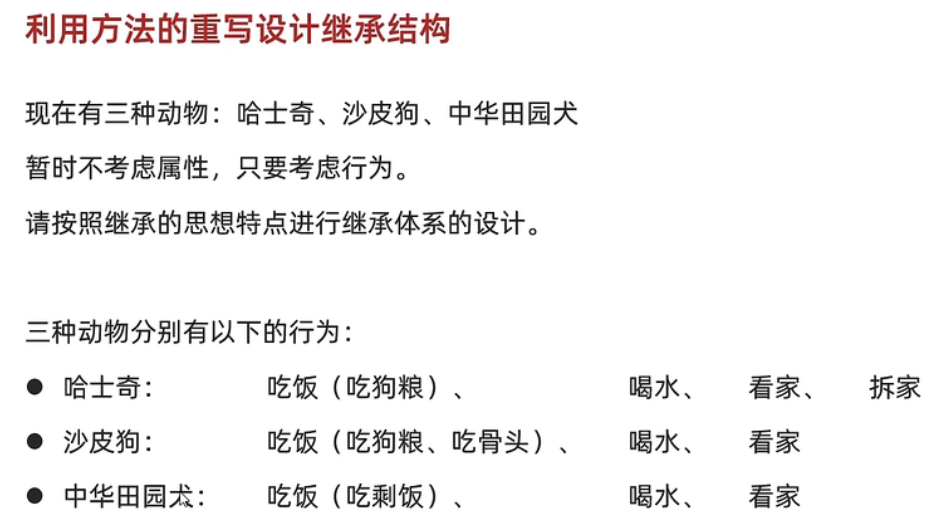 利用方法的重写设计继承结构
现在有三种动物：哈士奇、沙皮狗、中华田园犬
暂时不考虑属性，只要考虑行为。
请按照继承的思想特点进行继承体系的设计。
三种动物分别有以下的行为：
● 哈士奇： 吃饭（吃狗粮）、 喝水、 看家、 拆家
● 沙皮狗： 吃饭（吃狗粮、吃骨头）、 喝水、 看家
● 中华田园犬： 吃饭（吃剩饭）、 喝水、 看家